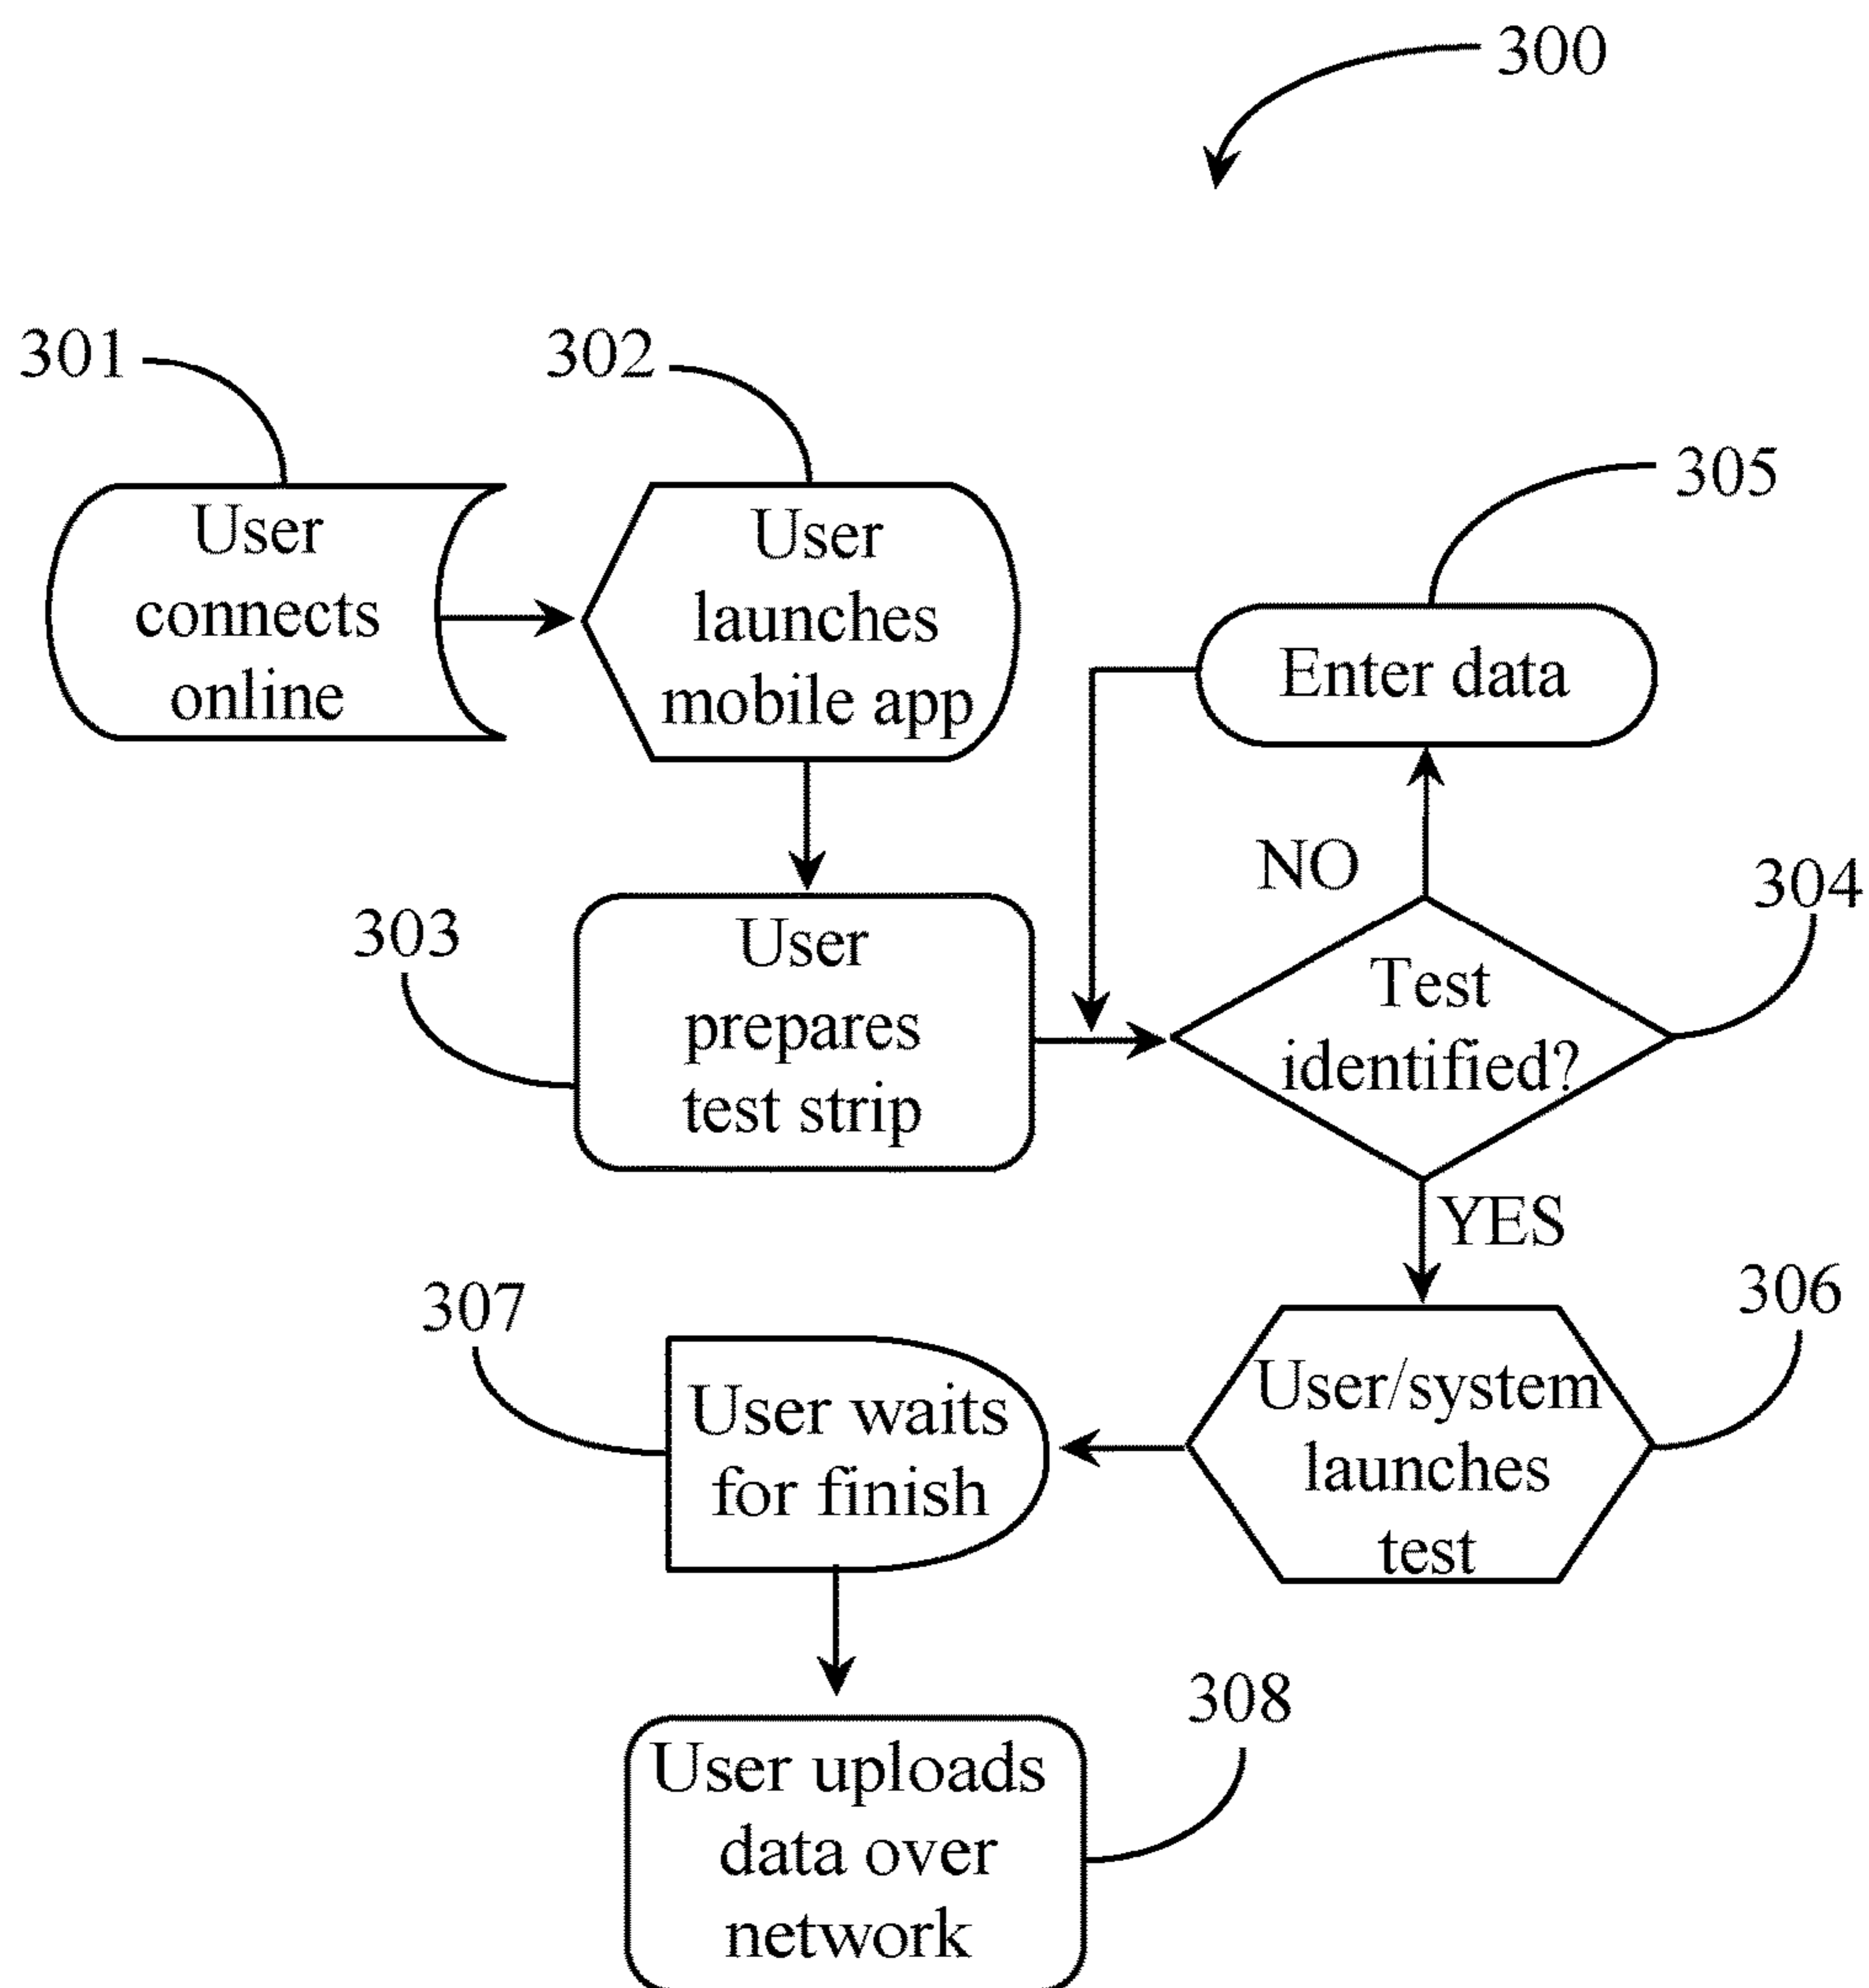 300
301
302
User
connects
online
User
launches
mobile app
305
Enter data
NO
304
303
User
prepares
test strip
Test
identified?
YES
306
307
User waits
for finish
User/system
launches
test
308
User uploads
data over
network